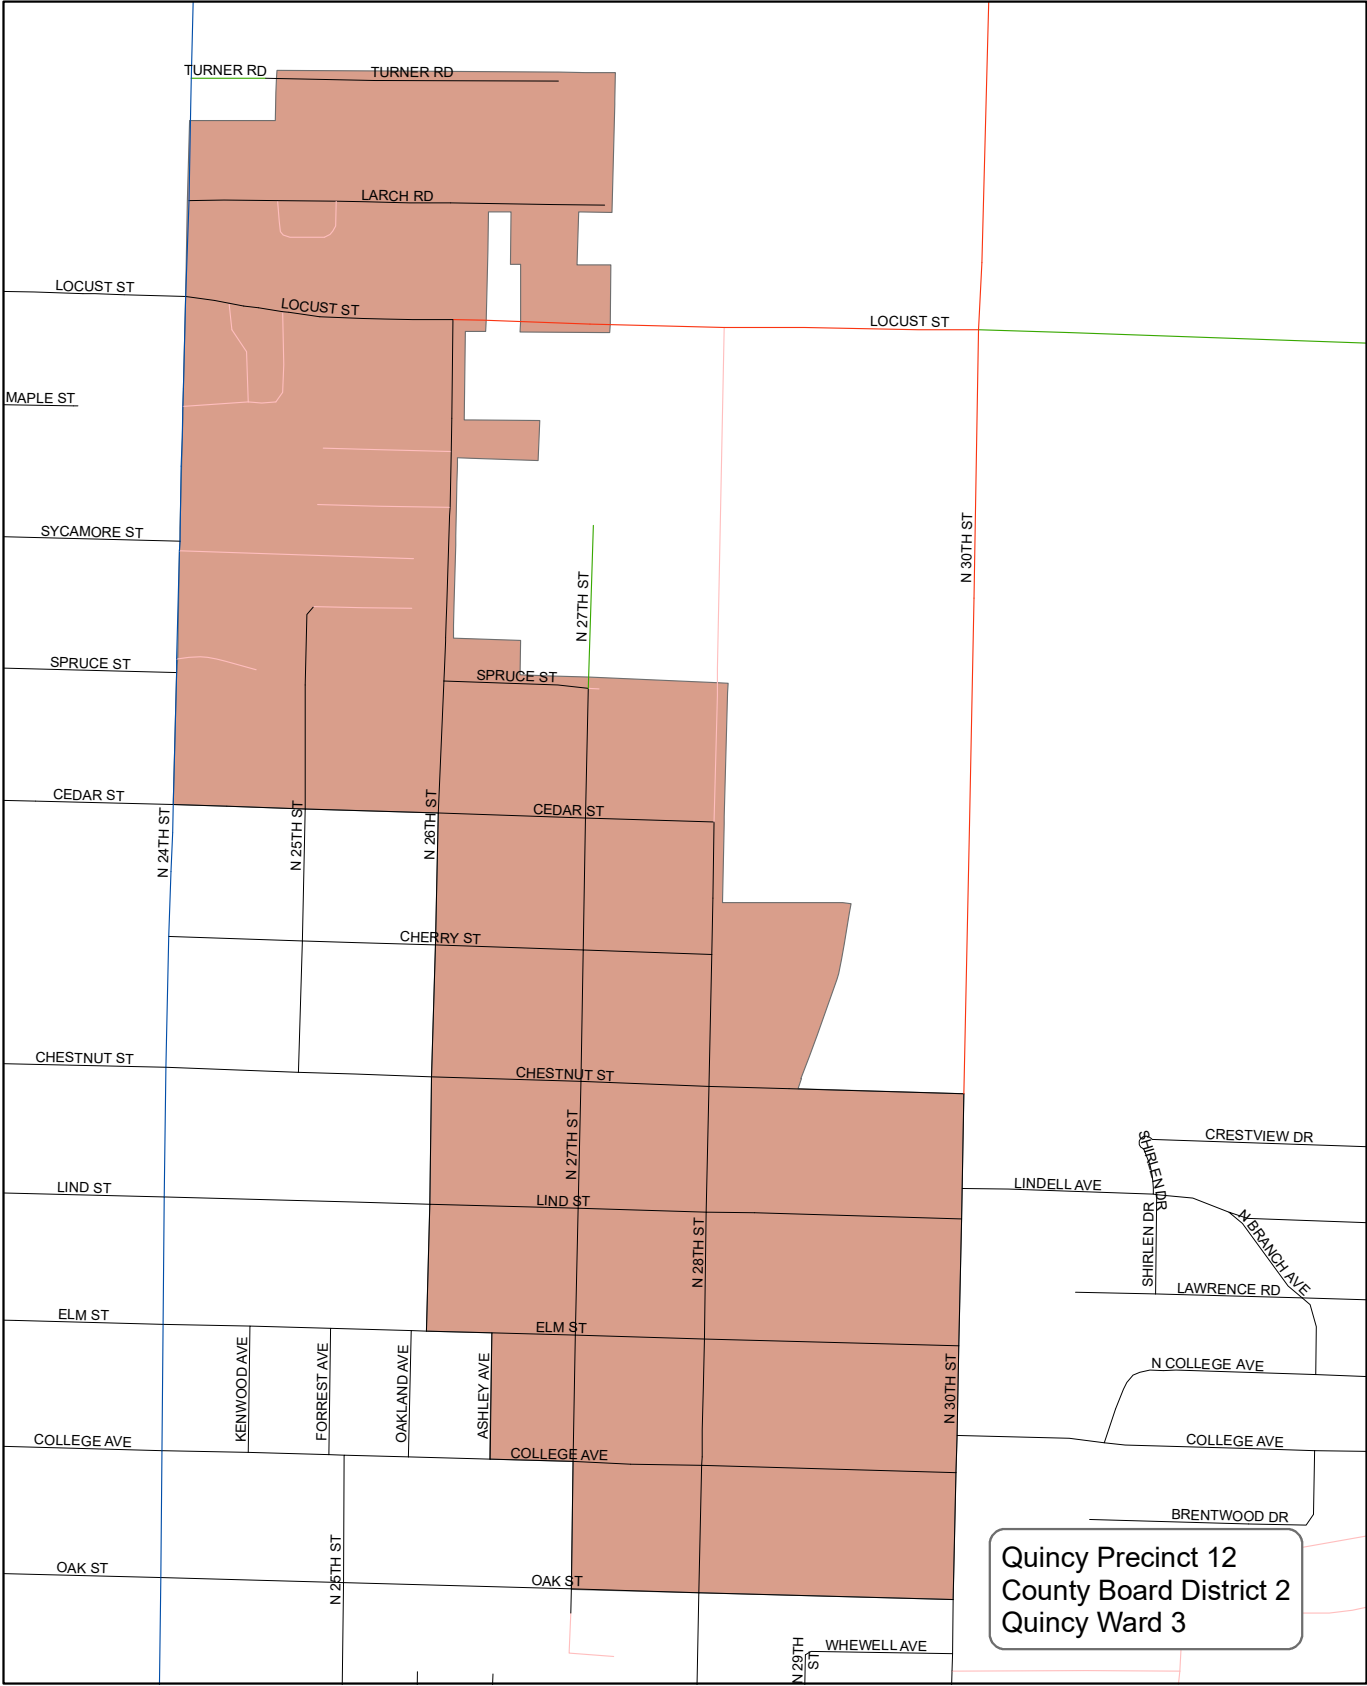 TURNER RD
TURNER RD
LARCH RD
LOCUST ST
LOCUST ST
LOCUST ST
MAPLE ST
SYCAMORE ST
N 30TH ST
N 27TH ST
SPRUCE ST
SPRUCE ST
CEDAR ST
CEDAR ST
N 24TH ST
N 25TH ST
N 26TH ST
CHERRY ST
CHESTNUT ST
CHESTNUT ST
N 27TH ST
CRESTVIEW DR
SHIRLEN DR
LINDELL AVE
LIND ST
LIND ST
N 28TH ST
SHIRLEN DR
N BRANCH AVE
LAWRENCE RD
ELM ST
ELM ST
KENWOOD AVE
FORREST AVE
OAKLAND AVE
ASHLEY AVE
N 30TH ST
N COLLEGE AVE
COLLEGE AVE
COLLEGE AVE
COLLEGE AVE
BRENTWOOD DR
N 25TH ST
OAK ST
OAK ST
N 29TH
ST
WHEWELL AVE
Quincy Precinct 12
County Board District 2
Quincy Ward 3